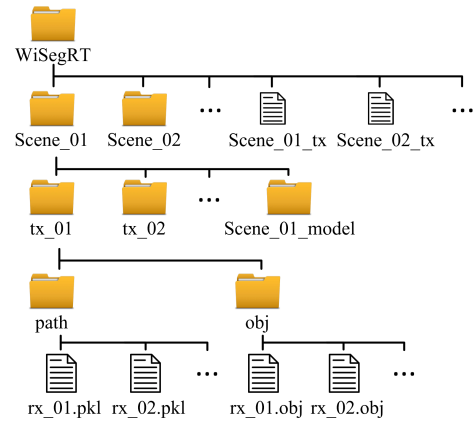 WiSegRT
Scene_01 Scene_02 ... Scene_01_tx Scene_02_tx ...
tx_01 tx_02 ... Scene_01_model
path obj
rx_01.pkl rx_02.pkl ... rx_01.obj rx_02.obj ...